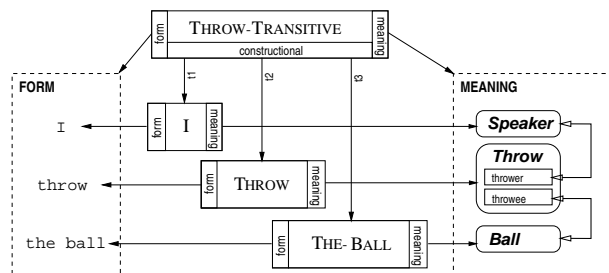 form THROW-TRANSITIVE meaning
constructional
t1 t2 t3
FORM
MEANING
I
form I meaning
Speaker
Throw
thrower
throw
form THROW meaning
throwee
the ball
form THE-BALL meaning
Ball